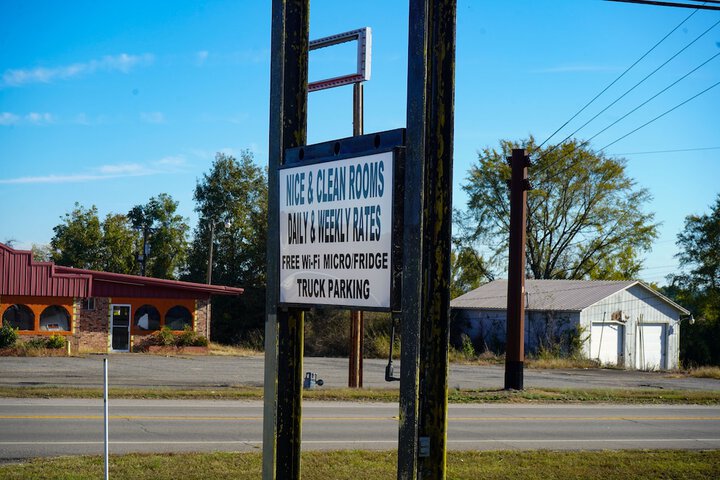 NICE & CLEAN ROOMS
DAILY & WEEKLY RATES
FREE Wi-Fi MICRO/FRIDGE
TRUCK PARKING